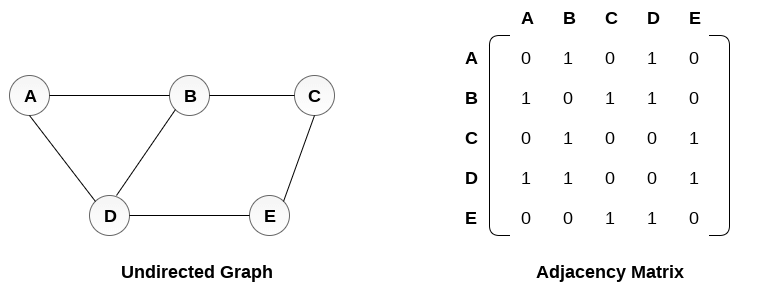 A B C D E
A 0 1 0 1 0
A B C
B 1 0 1 1 0
C 0 1 0 0 1
D 1 1 0 0 1
D E
E 0 0 1 1 0
Undirected Graph
Adjacency Matrix